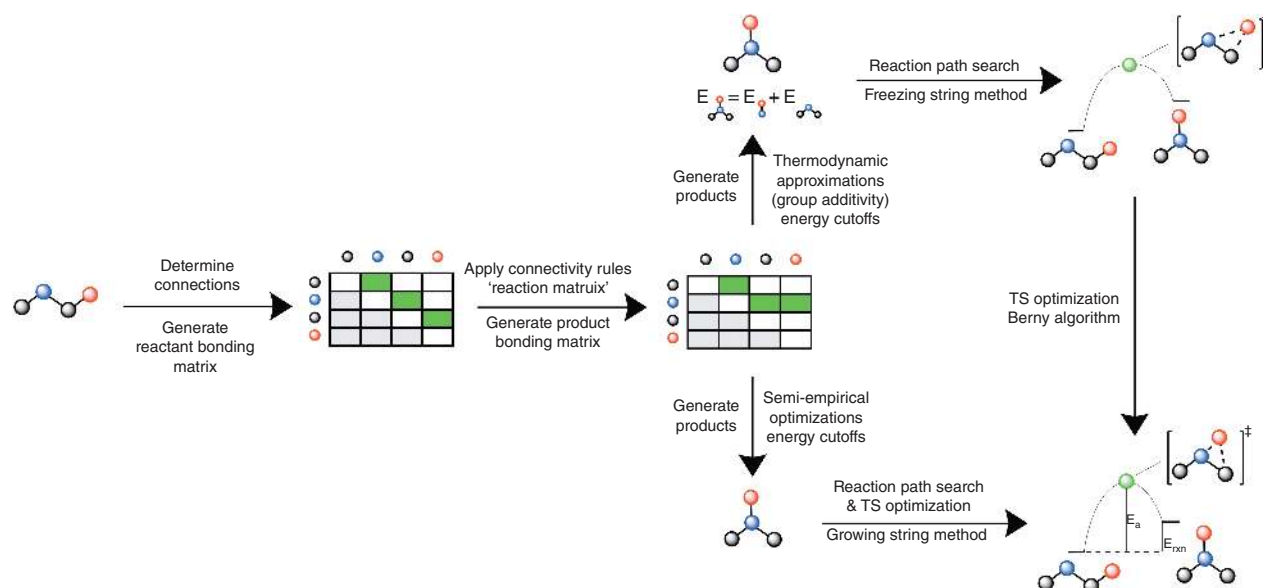 Determine
connections
Generate
reactant bonding
matrix
Apply connectivity rules
'reaction matruix'
Generate product
bonding matrix
E = E + E
Generate
products
Thermodynamic
approximations
(group additivity)
energy cutoffs
Reaction path search
Freezing string method
TS optimization
Berny algorithm
Generate
products
Semi-empirical
optimizations
energy cutoffs
Reaction path search
& TS optimization
Growing string method
‡
Ea
Erxn